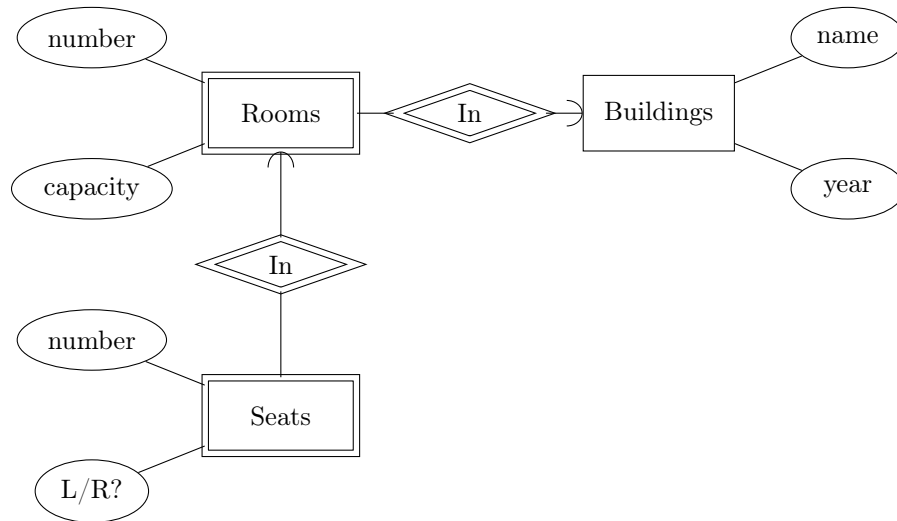 number
name
Rooms
In
Buildings
capacity
year
In
number
Seats
L/R?